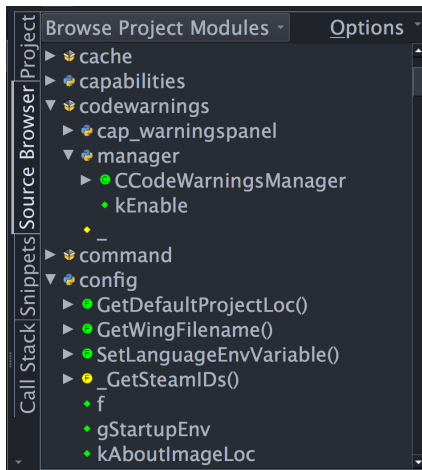 Browse Project Modules
Options
Project
Source Browser
Snippets
Call Stack
cache
capabilities
codewarnings
cap_warningspanel
manager
CCodeWarningsManager
kEnable
_
command
config
GetDefaultProjectLoc()
GetWingFilename()
SetLanguageEnvVariable()
_GetSteamIDs()
f
gStartupEnv
kAboutImageLoc